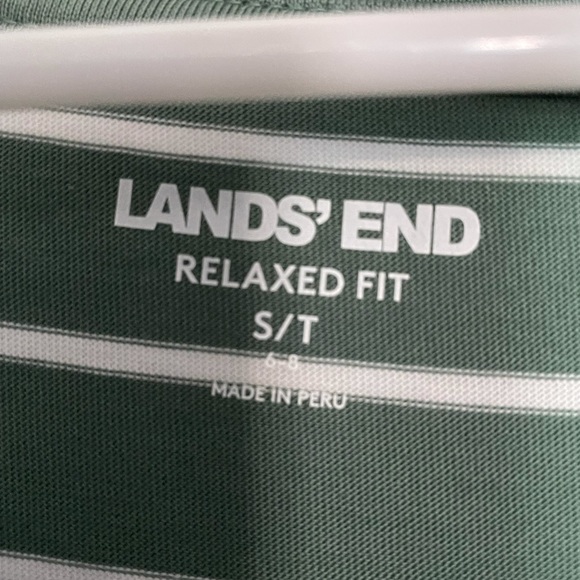 LANDS' END
RELAXED FIT
S/T
6-8
MADE IN PERU